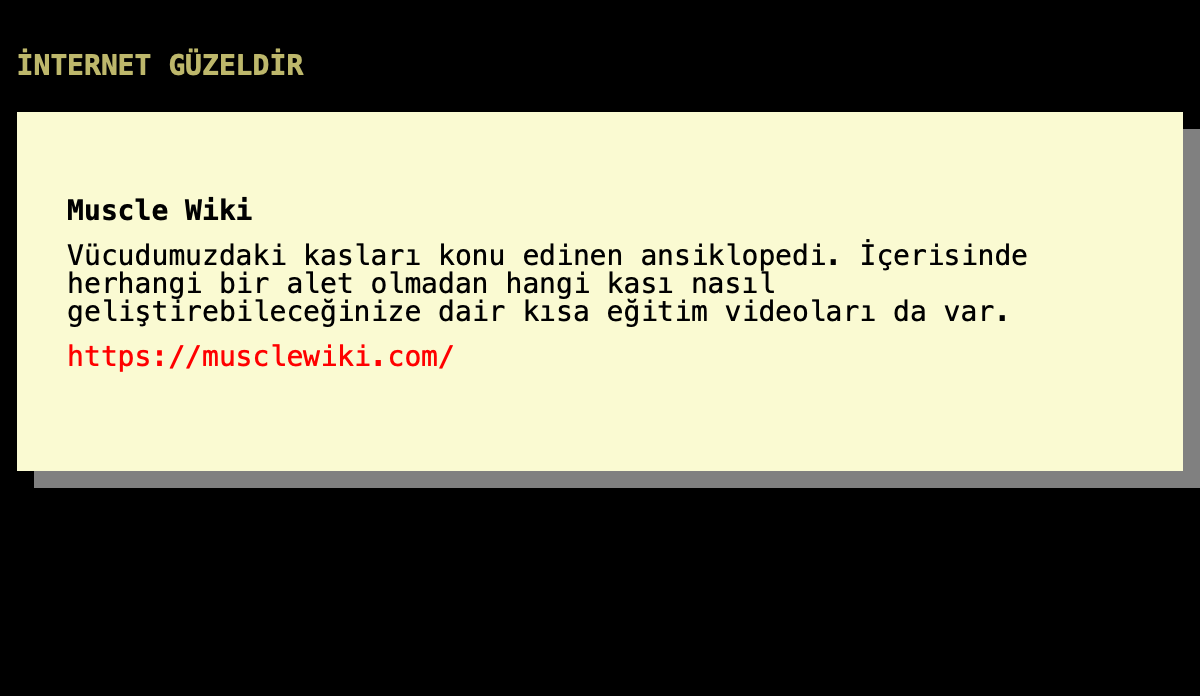 İNTERNET GÜZELDİR
Muscle Wiki
Vücudumuzdaki kasları konu edinen ansiklopedi. İçerisinde
herhangi bir alet olmadan hangi kası nasıl
geliştirebileceğinize dair kısa eğitim videoları da var.
https://musclewiki.com/